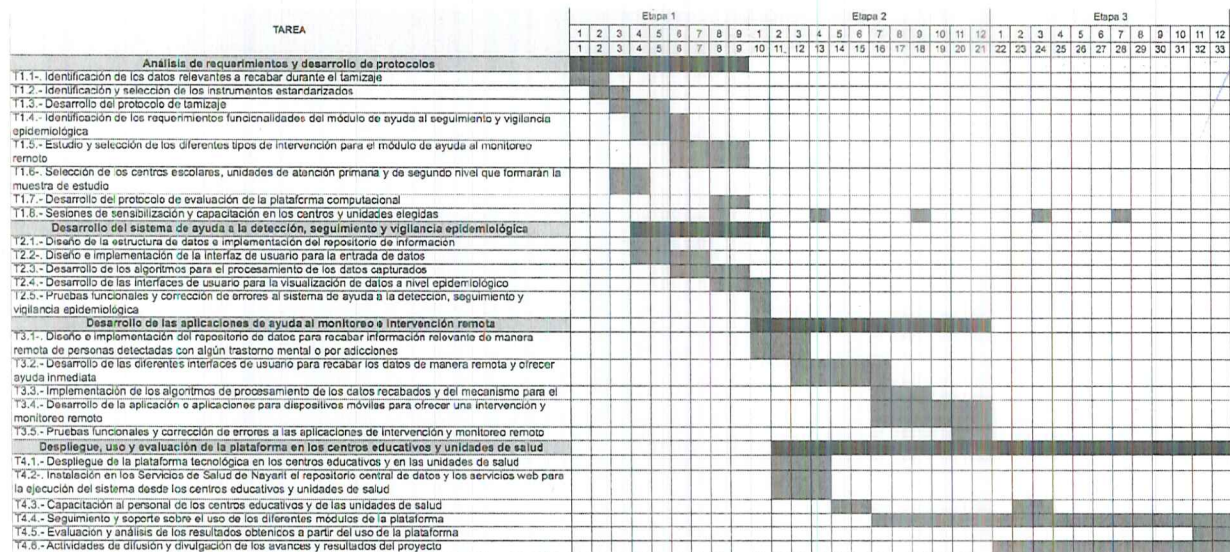 Etapa 1 Etapa 2 Etapa 3
TAREA
1 2 3 4 5 6 7 8 9 1 2 3 4 5 6 7 8 9 10 11 12 1 2 3 4 5 6 7 8 9 10 11 12
1 2 3 4 5 6 7 8 9 10 11 12 13 14 15 16 17 18 19 20 21 22 23 24 25 26 27 28 29 30 31 32 33
Análisis de requerimientos y desarrollo de protocolos
T1.1-. Identificación de los datos relevantes a recabar durante el tamizaje
T1.2.- Identificación y selección de los instrumentos estandarizados
T1.3.- Desarrollo del protocolo de tamizaje
T1.4.- Identificación de los requerimientos funcionalidades del módulo de ayuda al seguimiento y vigilancia
epidemiológica
T1.5.- Estudio y selección de los diferentes tipos de intervención para el módulo de ayuda al monitoreo
remoto
T1.6-. Selección de los centros escolares, unidades de atención primaria y de segundo nivel que formarán la
muestra de estudio
T1.7.- Desarrollo del protocolo de evaluación de la plataforma computacional
T1.8.- Sesiones de sensibilización y capacitación en los centros y unidades elegidas
Desarrollo del sistema de ayuda a la detección, seguimiento y vigilancia epidemiológica
T2.1.- Diseño de la estructura de datos e implementación del repositorio de información
T2.2-. Diseño e implementación de la interfaz de usuario para la entrada de datos
T2.3.- Desarrollo de los algoritmos para el procesamiento de los datos capturados
T2.4.- Desarrollo de las interfaces de usuario para la visualización de datos a nivel epidemiológico
T2.5.- Pruebas funcionales y corrección de errores al sistema de ayuda a la detección, seguimiento y
vigilancia epidemiológica
Desarrollo de las aplicaciones de ayuda al monitoreo e intervención remota
T3.1-. Diseño e implementación del repositorio de datos para recabar información relevante de manera
remota de personas detectadas con algún trastorno mental o por adicciones
T3.2.- Desarrollo de las diferentes interfaces de usuario para recabar los datos de manera remota y ofrecer
ayuda inmediata
T3.3.- Implementación de los algoritmos de procesamiento de los datos recabados y del mecanismo para el
T3.4.- Desarrollo de la aplicación o aplicaciones para dispositivos móviles para ofrecer una intervención y
monitoreo remoto
T3.5.- Pruebas funcionales y corrección de errores a las aplicaciones de intervención y monitoreo remoto
Despliegue, uso y evaluación de la plataforma en los centros educativos y unidades de salud
T4.1.- Despliegue de la plataforma tecnológica en los centros educativos y en las unidades de salud
T4.2-. Instalación en los Servicios de Salud de Nayarit el repositorio central de datos y los servicios web para
la ejecución del sistema desde los centros educativos y unidades de salud
T4.3.- Capacitación al personal de los centros educativos y de las unidades de salud
T4.4.- Seguimiento y soporte sobre el uso de los diferentes módulos de la plataforma
T4.5.- Evaluación y análisis de los resultados obtenicos a partir del uso de la plataforma
T4.6.- Actividades de difusión y divulgación de los avances y resultados del proyecto